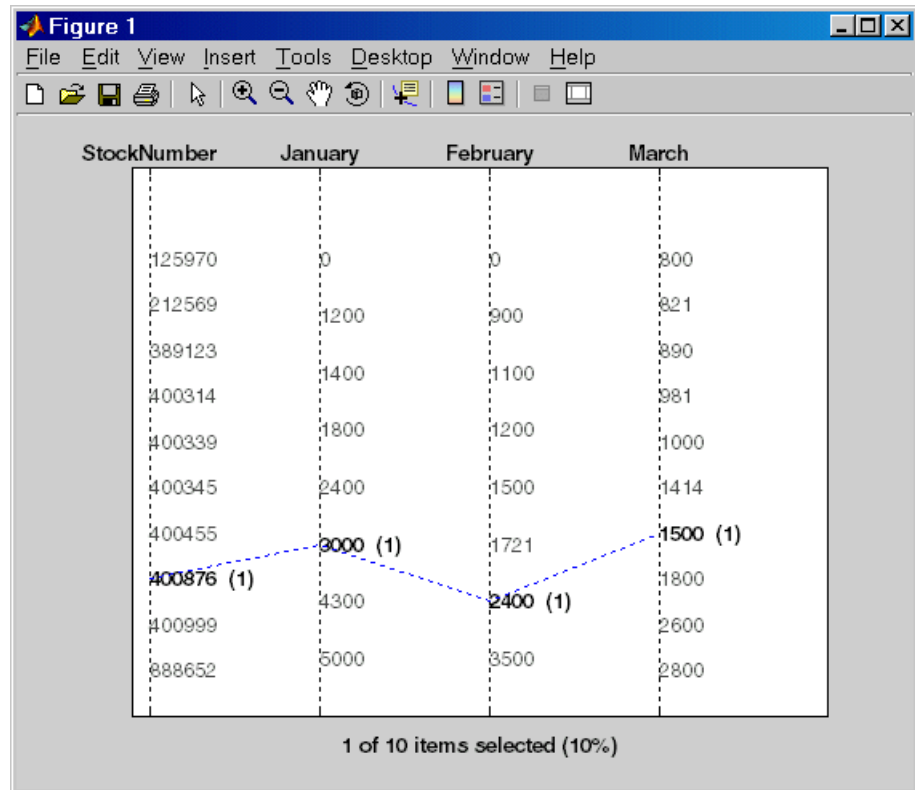 Figure 1
File Edit View Insert Tools Desktop Window Help
StockNumber January February March
125970 0 0 800
212569 1200 900 821
389123 1400 1100 890
400314 1800 1200 981
400339 2400 1500 1000
400345 3000 (1) 1721 1414
400455 4300 2400 (1) 1500 (1)
400876 (1) 5000 3500 1800
400999 2600
888652 2800
1 of 10 items selected (10%)